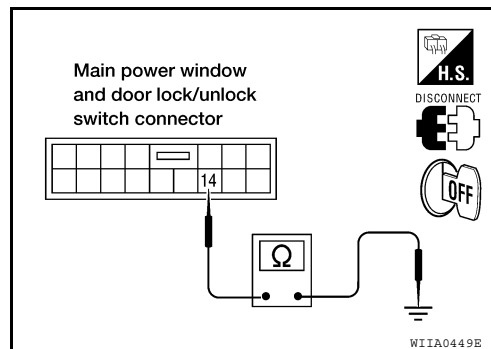 Main power window
and door lock/unlock
switch connector
H.S.
DISCONNECT
14
OFF
Ω
WIIA0449E